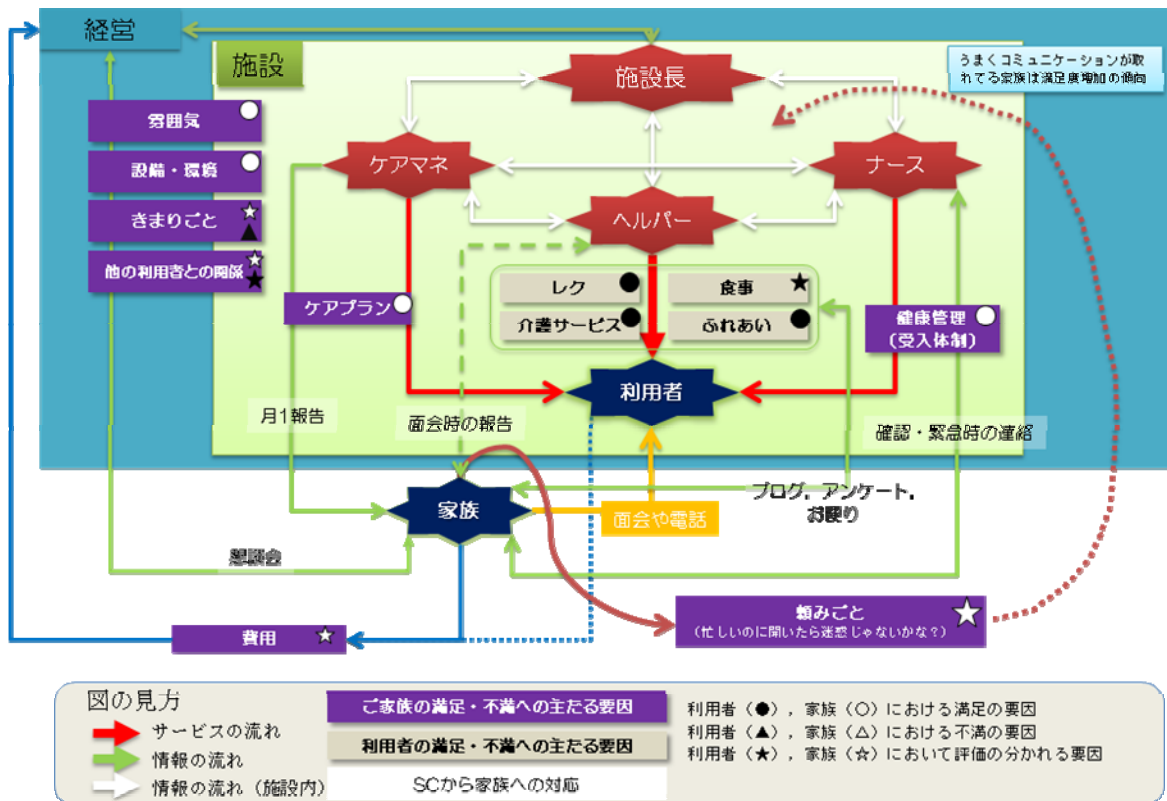 経営
施設
施設長
うまくコミュニケーションが取
れてる家族は満足度増加の傾向
雰囲気
設備・環境
きまりごと
他の利用者との関係
ケアマネ
ナース
ヘルパー
レク
食事
介護サービス
ふれあい
ケアプラン
健康管理
(受入体制)
利用者
月1報告
面会時の報告
確認・緊急時の連絡
家族
面会や電話
ブログ,アンケート,
お便り
懇談会
頼みごと
(忙しいのに聞いたら迷惑じゃないかな?)
費用
図の見方
サービスの流れ
情報の流れ
情報の流れ(施設内)
ご家族の満足・不満への主たる要因
利用者の満足・不満への主たる要因
SCから家族への対応
利用者(●),家族(○)における満足の要因
利用者(▲),家族(△)における不満の要因
利用者(★),家族(☆)において評価の分かれる要因